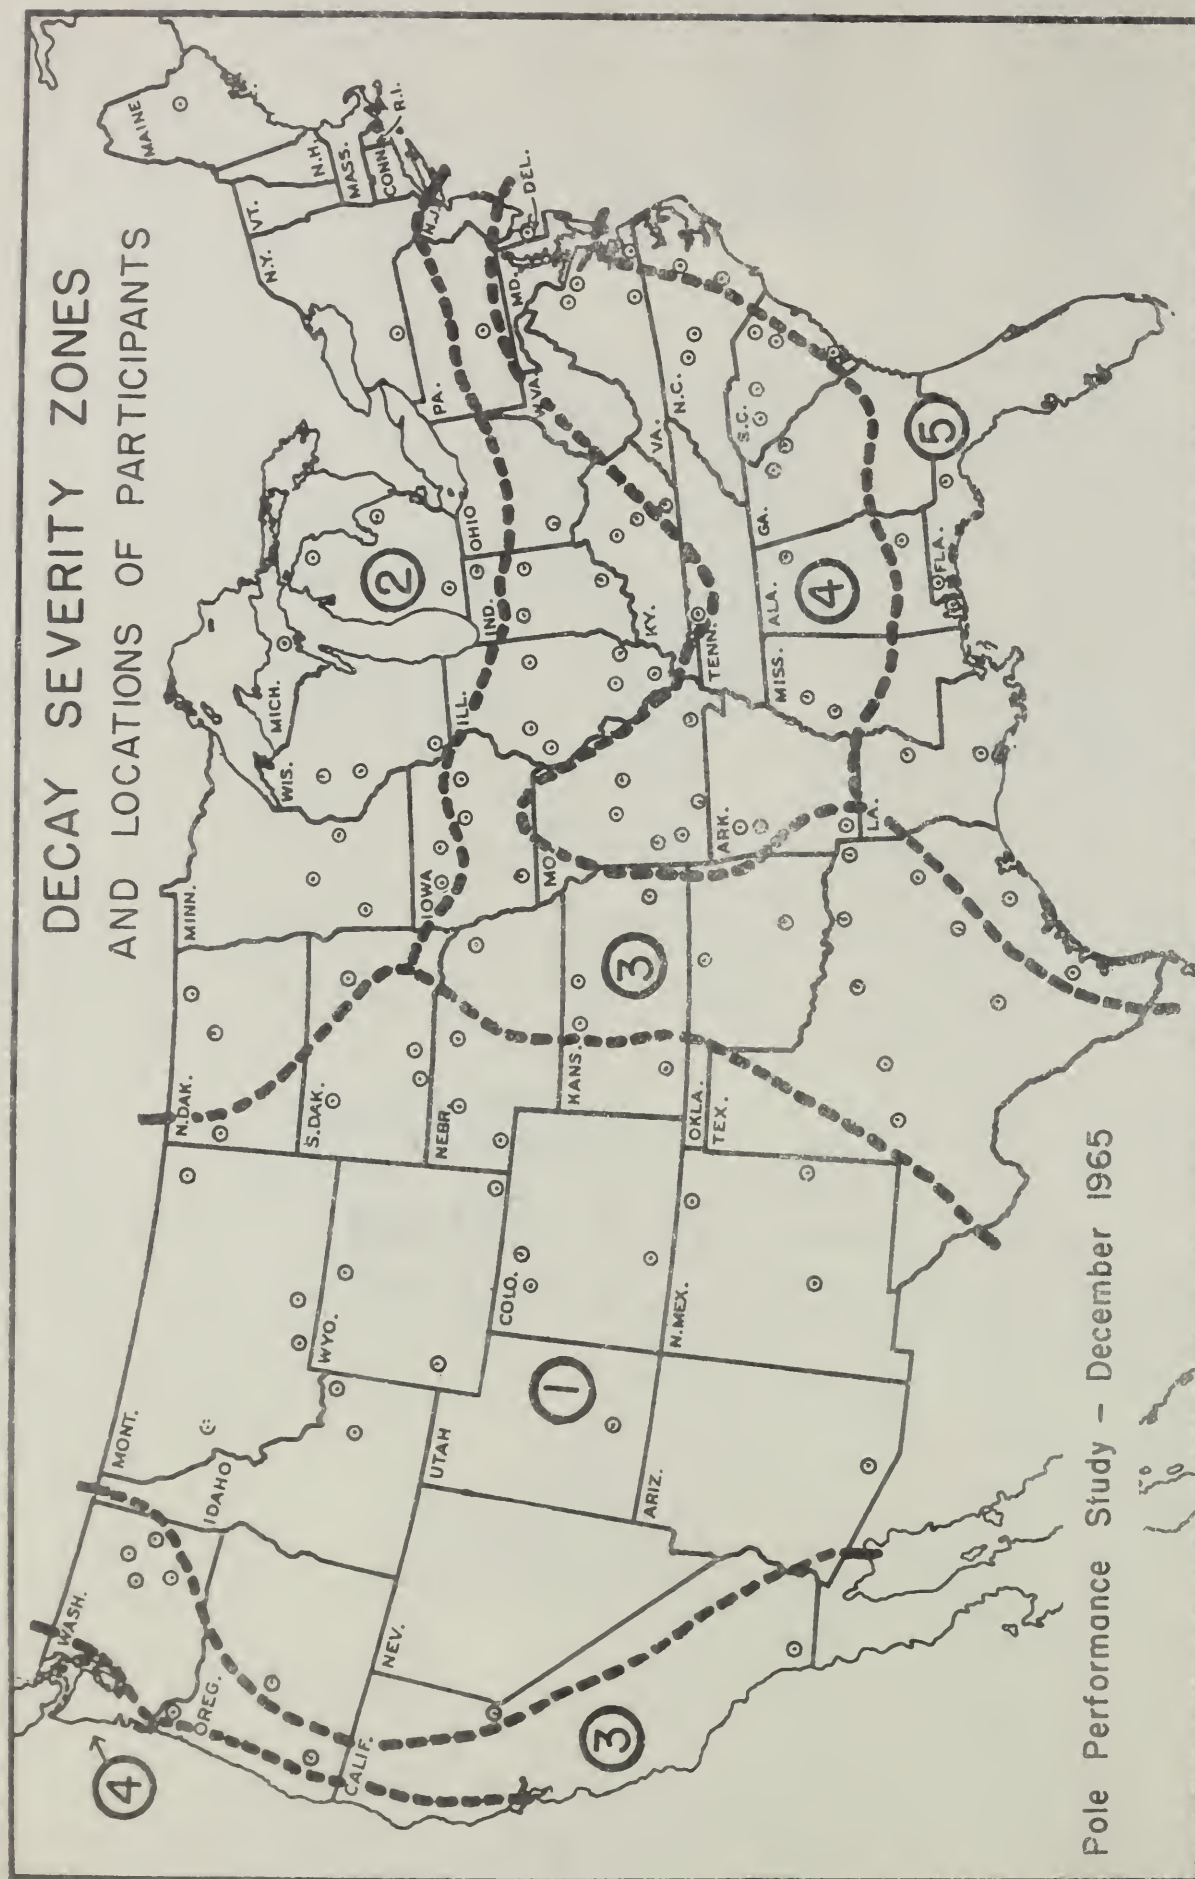 DECAY SEVERITY ZONES
AND LOCATIONS OF PARTICIPANTS
WASH.
MONT.
N.DAK.
MINN.
MAINE
VT.
N.H.
N.Y.
MASS.
CONN.
R.I.
4
OREG.
IDAHO
S.DAK.
WIS.
MICH.
2
WYO.
NEBR.
IOWA
ILL.
IND.
OHIO
PA.
N.J.
CALIF.
NEV.
UTAH
COLO.
1
KANS.
3
MO.
KY.
W.VA.
MD.
DEL.
VA.
3
ARIZ.
N.MEX.
OKLA.
TEX.
ARK.
TENN.
N.C.
S.C.
MISS.
ALA.
GA.
4
LA.
FLA.
5
Pole Performance Study – December 1965